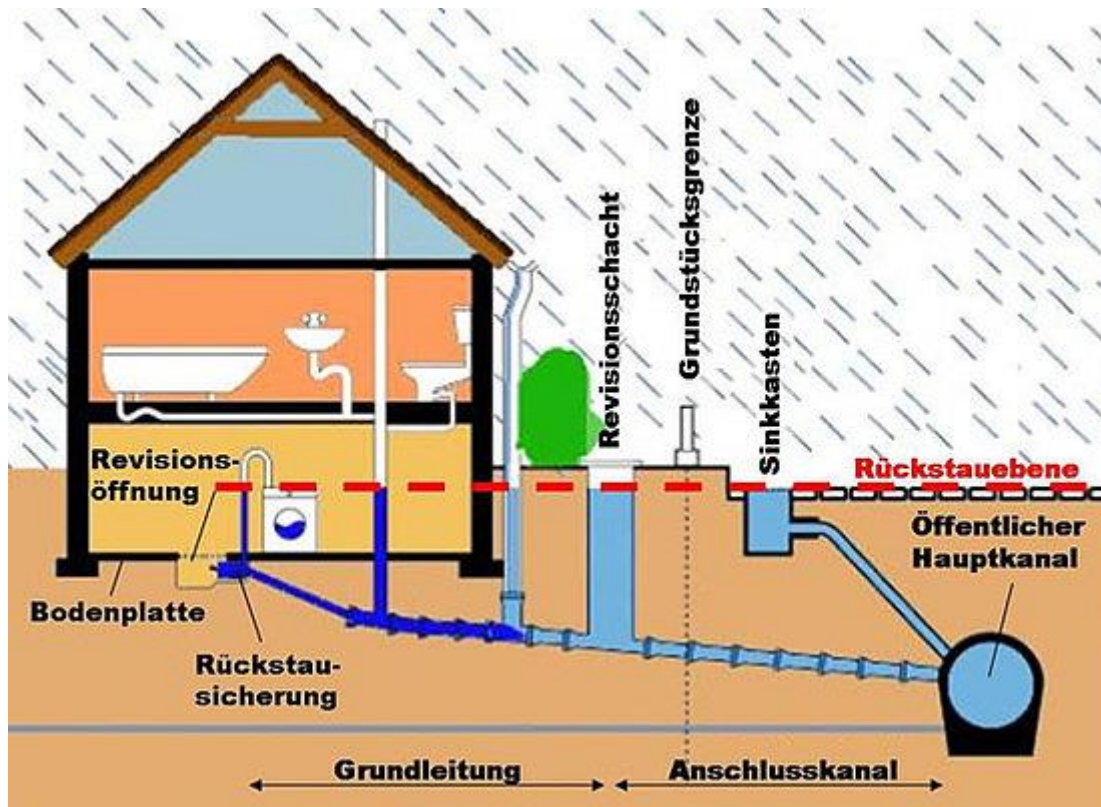 Revisionsschacht
Grundstücksgrenze
Sinkkasten
Rückstauebene
Revisions-
öffnung
Öffentlicher
Hauptkanal
Bodenplatte
Rückstau-
sicherung
Grundleitung
Anschlusskanal